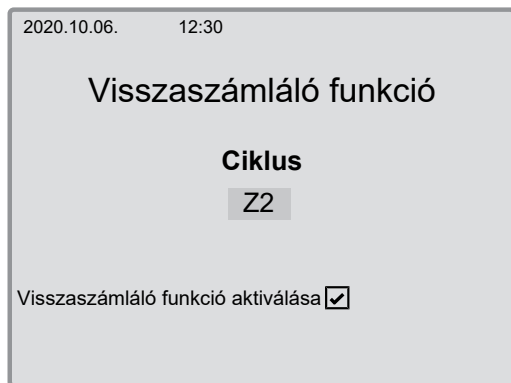 2020.10.06. 12:30
Visszaszámláló funkció
Ciklus
Z2
Visszaszámláló funkció aktiválása